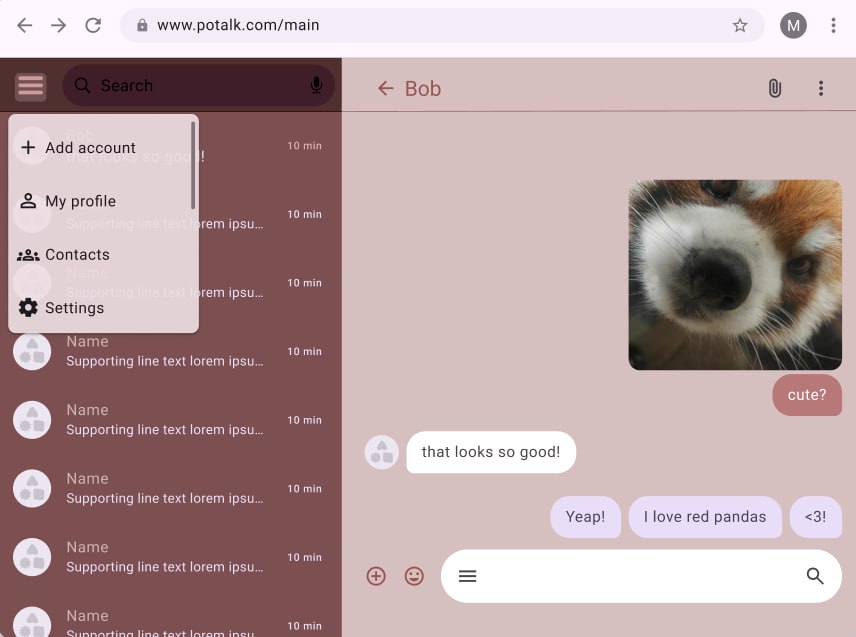 www.potalk.com/main
M
Search
Bob
Bob
that looks so good!
10 min
Add account
My profile
Contacts
Settings
Supporting line text lorem ipsu...
10 min
Name
Supporting line text lorem ipsu...
10 min
Name
Supporting line text lorem ipsu...
10 min
Name
Supporting line text lorem ipsu...
10 min
Name
Supporting line text lorem ipsu...
10 min
Name
Supporting line text lorem ipsu...
10 min
Name
Supporting line text lorem ipsu...
10 min
cute?
that looks so good!
Yeap!
I love red pandas
<3!